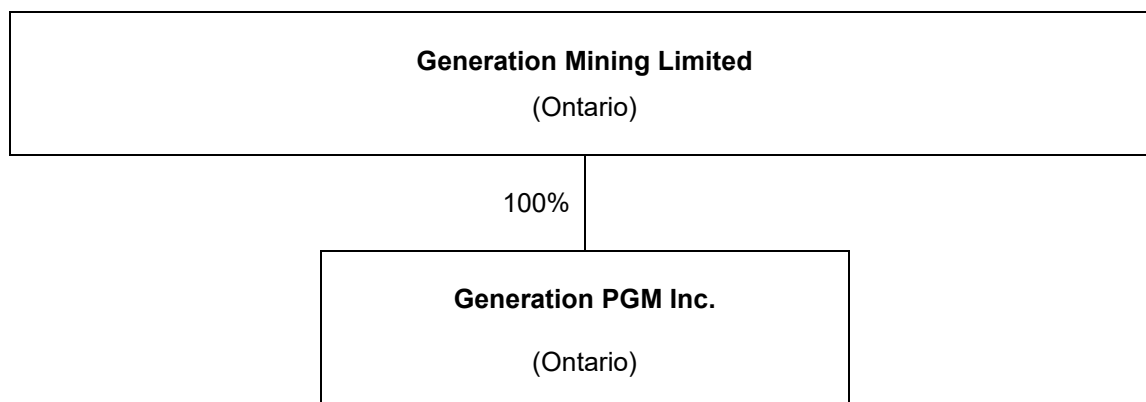 Generation Mining Limited
(Ontario)
100%
Generation PGM Inc.
(Ontario)